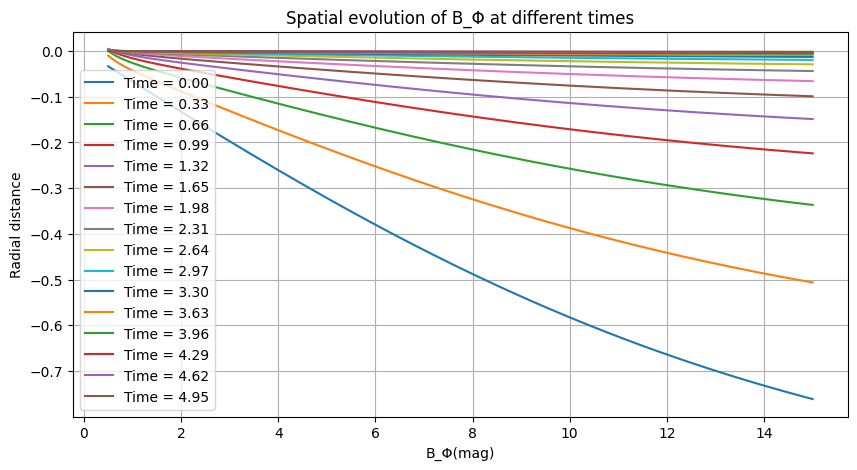 Spatial evolution of B_Φ at different times
Radial distance
0.0
−0.1
−0.2
−0.3
−0.4
−0.5
−0.6
−0.7
Time = 0.00
Time = 0.33
Time = 0.66
Time = 0.99
Time = 1.32
Time = 1.65
Time = 1.98
Time = 2.31
Time = 2.64
Time = 2.97
Time = 3.30
Time = 3.63
Time = 3.96
Time = 4.29
Time = 4.62
Time = 4.95
0 2 4 6 8 10 12 14
B_Φ(mag)